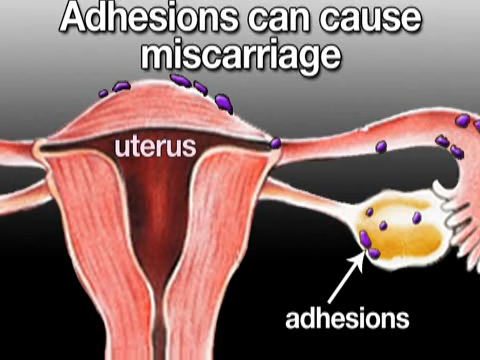 Adhesions can cause
miscarriage
uterus
adhesions